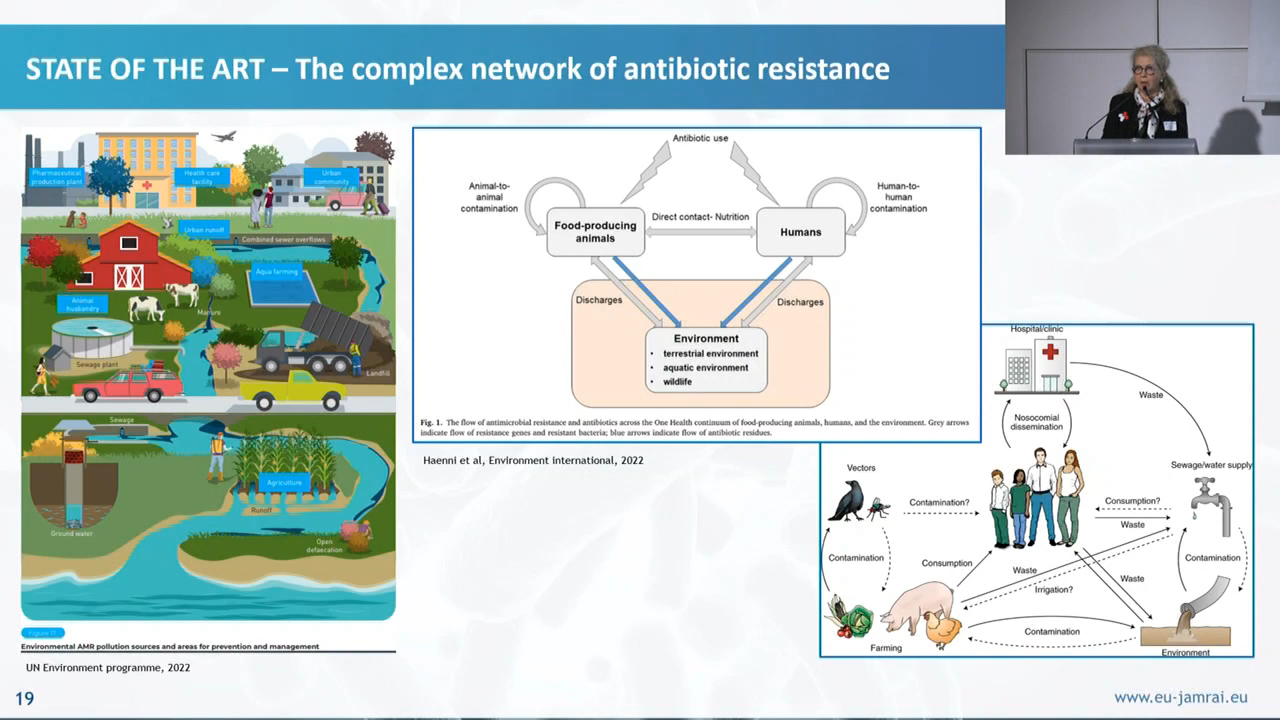 STATE OF THE ART – The complex network of antibiotic resistance
Pharmaceutical
production plant
Health care
facility
Urban
community
Urban runoff
Combined sewer overflows
Aqua farming
Animal
husbandry
Manure
Sewage plant
Landfill
Sewage
Agriculture
Runoff
Ground water
Open
defaecation
Figure 17
Environmental AMR pollution sources and areas for prevention and management
UN Environment programme, 2022
Antibiotic use
Animal-to-
animal
contamination
Human-to-
human
contamination
Food-producing
animals
Direct contact- Nutrition
Humans
Discharges
Discharges
Environment
• terrestrial environment
• aquatic environment
• wildlife
Fig. 1. The flow of antimicrobial resistance and antibiotics across the One Health continuum of food-producing animals, humans, and the environment. Grey arrows
indicate flow of resistance genes and resistant bacteria; blue arrows indicate flow of antibiotic residues.
Haenni et al, Environment international, 2022
Hospital/clinic
Waste
Nosocomial
dissemination
Vectors
Sewage/water supply
Contamination?
Consumption?
Waste
Contamination
Consumption
Waste
Irrigation?
Waste
Contamination
Contamination
Farming
Environment
19
www.eu-jamrai.eu